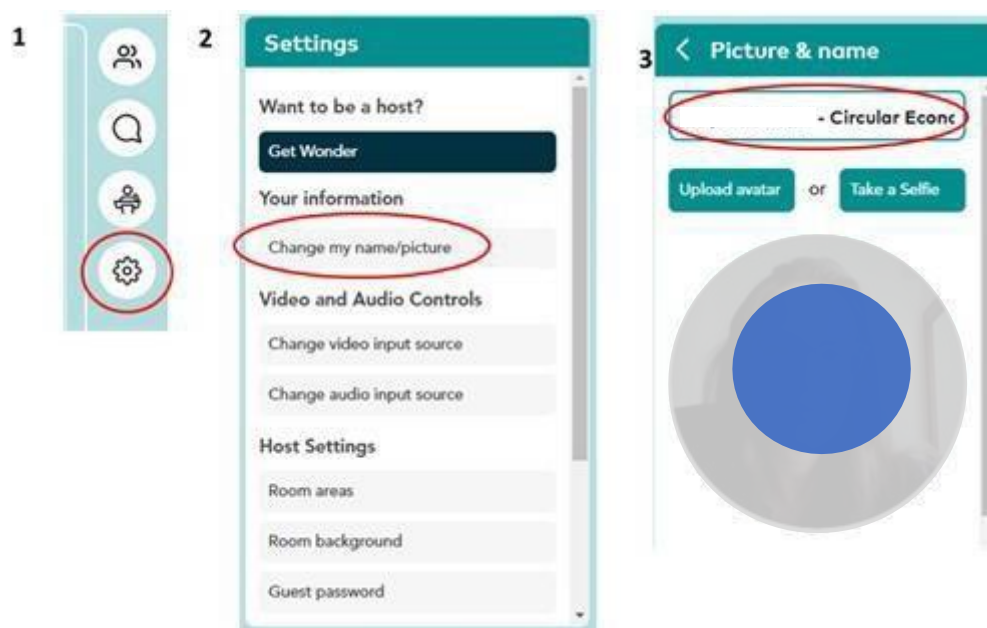 1
2
Settings
Want to be a host?
Get Wonder
Your information
Change my name/picture
Video and Audio Controls
Change video input source
Change audio input source
Host Settings
Room areas
Room background
Guest password
3
Picture & name
- Circular Econ
Upload avatar or Take a Selfie